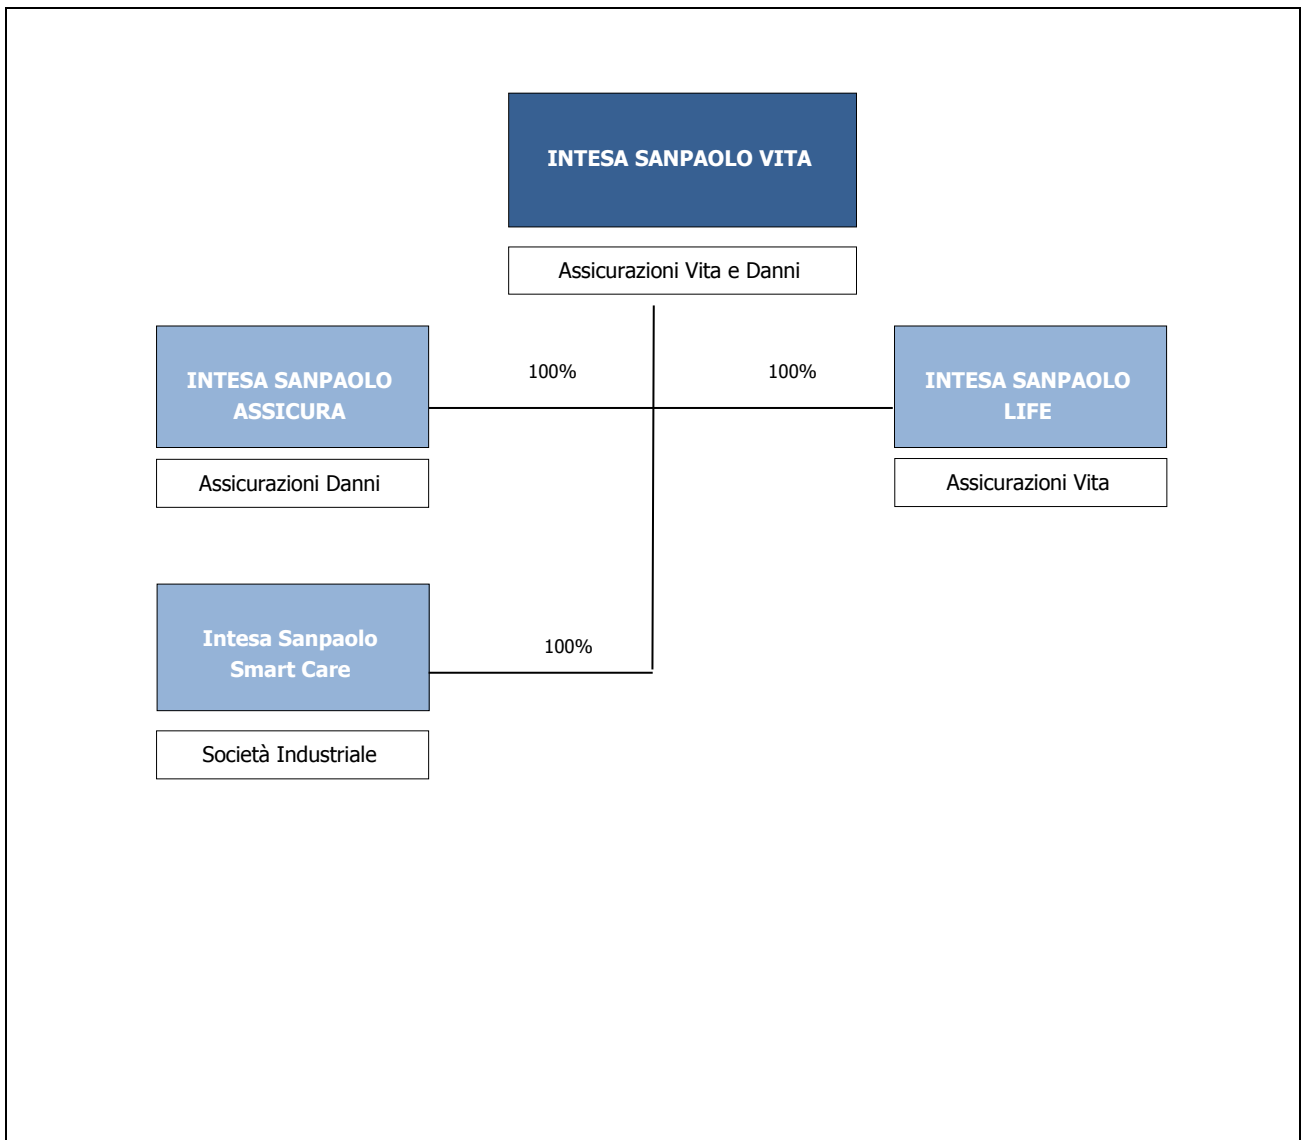 INTESA SANPAOLO VITA
Assicurazioni Vita e Danni
INTESA SANPAOLO
ASSICURA
100%
100%
INTESA SANPAOLO
LIFE
Assicurazioni Danni
Assicurazioni Vita
Intesa Sanpaolo
Smart Care
100%
Società Industriale